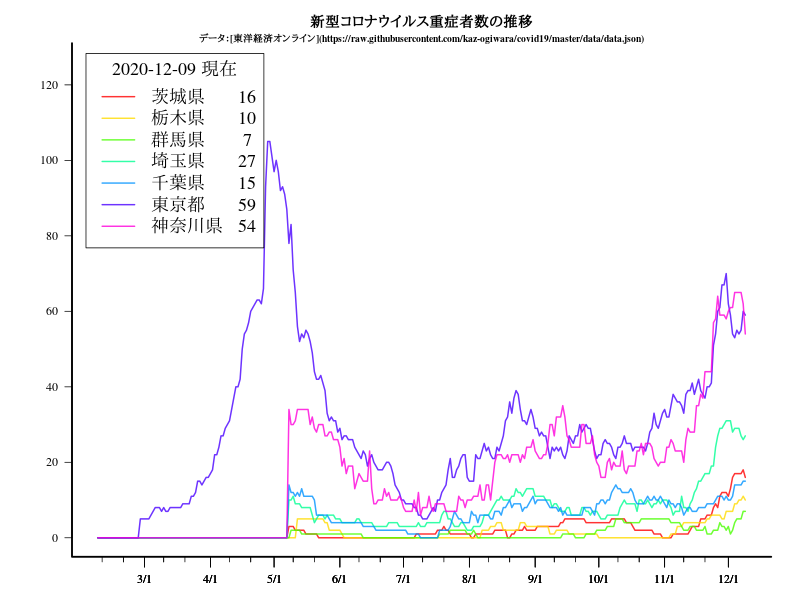 新型コロナウイルス重症者数の推移
データ:[東洋経済オンライン](https://raw.githubusercontent.com/kaz-ogiwara/covid19/master/data/data.json)
2020-12-09 現在
茨城県 16
栃木県 10
群馬県 7
埼玉県 27
千葉県 15
東京都 59
神奈川県 54
120
100
80
60
40
20
0
3/1 4/1 5/1 6/1 7/1 8/1 9/1 10/1 11/1 12/1